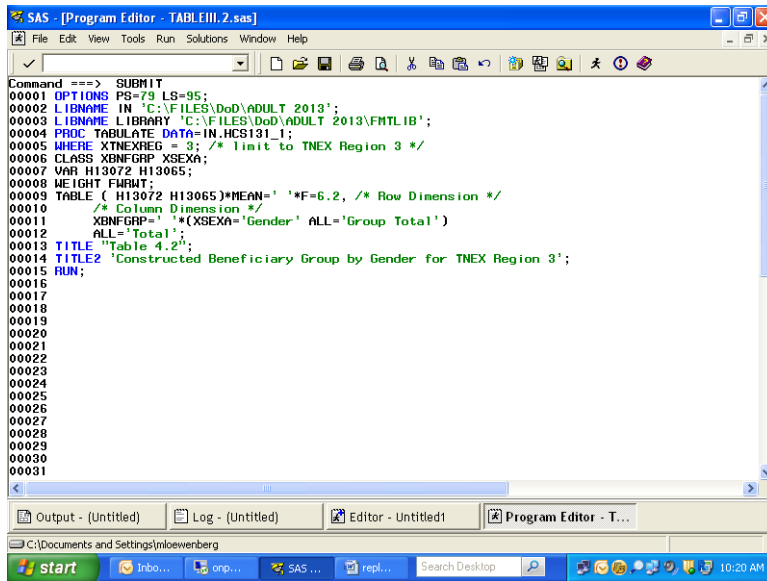 SAS - [Program Editor - TABLEIII.2.sas]
File Edit View Tools Run Solutions Window Help
Command ===> SUBMIT
00001 OPTIONS PS=79 LS=95;
00002 LIBNAME IN 'C:\FILES\DoD\ADULT 2013';
00003 LIBNAME LIBRARY 'C:\FILES\DoD\ADULT 2013\FMTLIB';
00004 PROC TABULATE DATA=IN.HCS131_1;
00005 WHERE XTNEXREG = 3; /* limit to TNEX Region 3 */
00006 CLASS XBNFGRP XSEXA;
00007 VAR H13072 H13065;
00008 WEIGHT FWRWT;
00009 TABLE ( H13072 H13065)*MEAN=' '*F=6.2, /* Row Dimension */
00010 /* Column Dimension */
00011 XBNFGRP=' '*(XSEXA='Gender' ALL='Group Total')
00012 ALL='Total';
00013 TITLE "Table 4.2";
00014 TITLE2 'Constructed Beneficiary Group by Gender for TNEX Region 3';
00015 RUN;
00016
00017
00018
00019
00020
00021
00022
00023
00024
00025
00026
00027
00028
00029
00030
00031
Output - (Untitled) Log - (Untitled) Editor - Untitled1 Program Editor - T...
C:\Documents and Settings\mloewenberg
start Inbo... onp... SAS ... repl... Search Desktop 10:20 AM